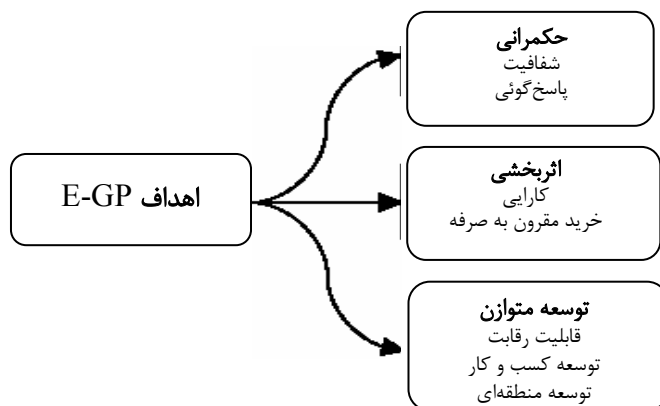 حکمرانی
شفافیت
پاسخ‌گوئی
اهداف E-GP
اثربخشی
کارایی
خرید مقرون به صرفه
توسعه متوازن
قابلیت رقابت
توسعه کسب و کار
توسعه منطقه‌ای